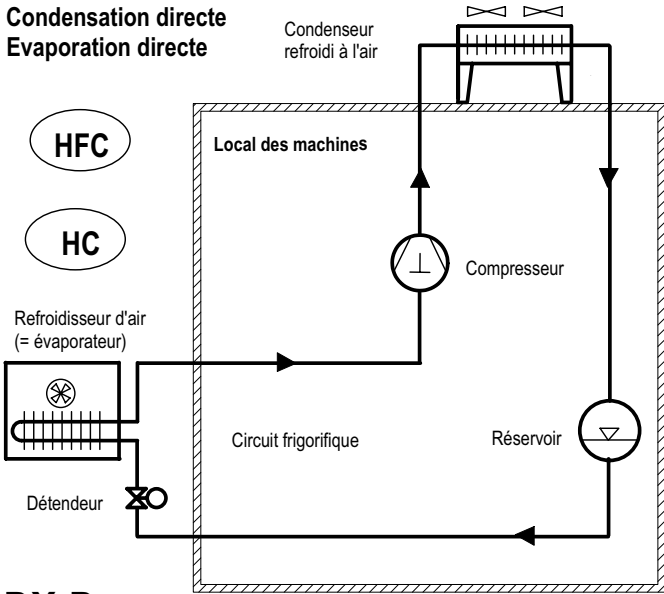 Condensation directe
Evaporation directe
Condenseur
refroidi à l'air
HFC
Local des machines
HC
Compresseur
Refroidisseur d'air
(= évaporateur)
Circuit frigorifique
Réservoir
Détendeur